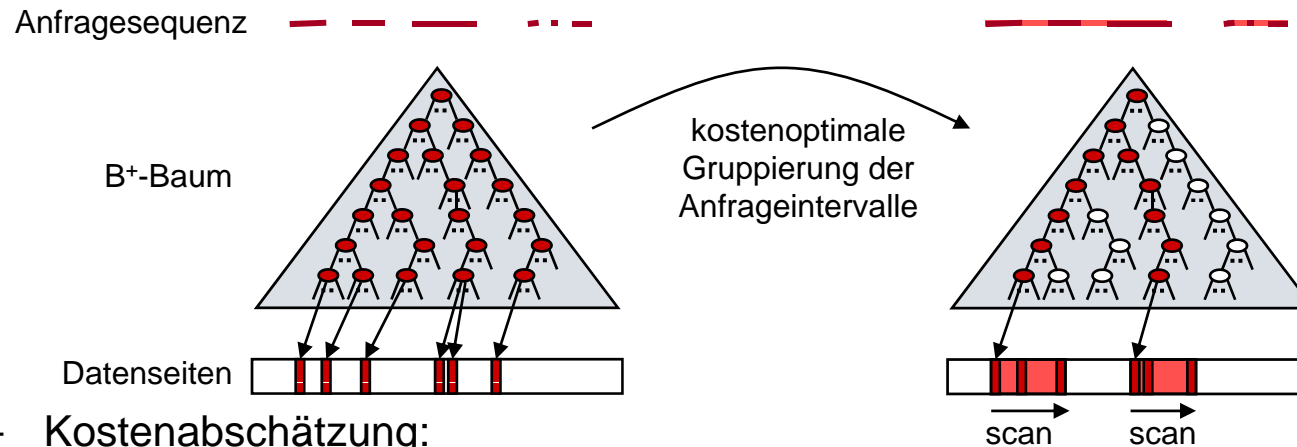 Anfragesequenz
kostenoptimale
Gruppierung der
Anfrageintervalle
B+-Baum
Datenseiten
scan scan
- Kostenabschätzung: